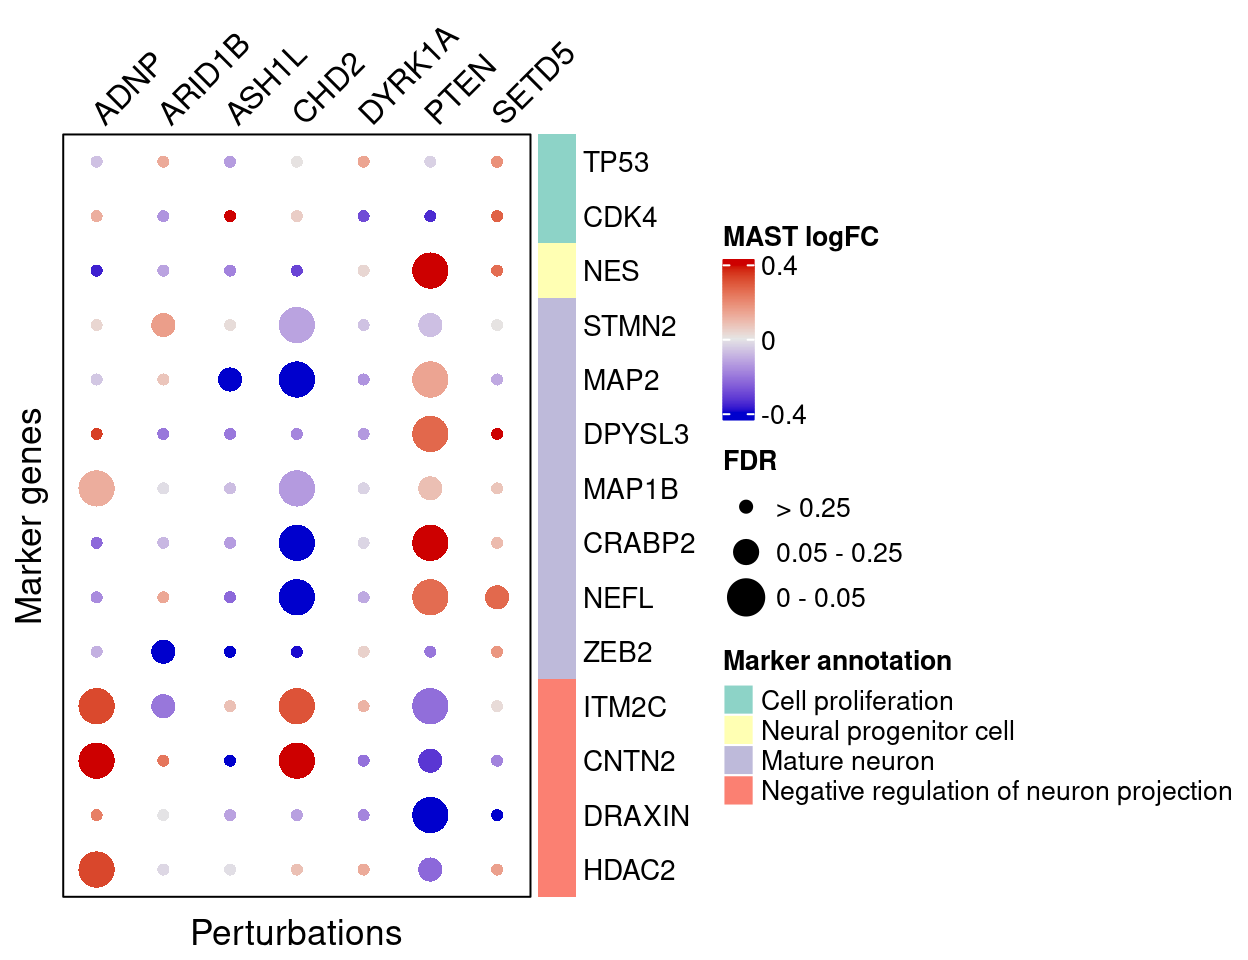 ADNP
ARID1B
ASH1L
CHD2
DYRK1A
PTEN
SETD5
TP53
CDK4
NES
STMN2
MAP2
DPYSL3
MAP1B
CRABP2
NEFL
ZEB2
ITM2C
CNTN2
DRAXIN
HDAC2
Marker genes
Perturbations
MAST logFC
0.4
0
-0.4
FDR
> 0.25
0.05 - 0.25
0 - 0.05
Marker annotation
Cell proliferation
Neural progenitor cell
Mature neuron
Negative regulation of neuron projection